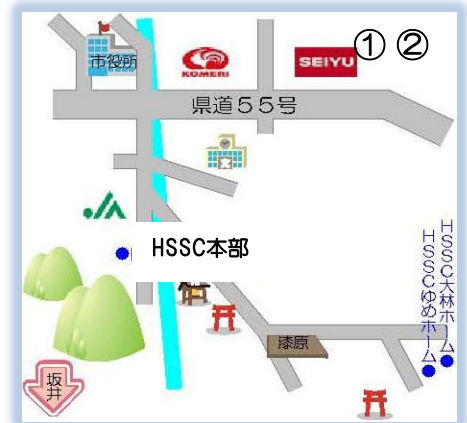 市役所
KOMERI
SEIYU
① ②
県道55号
JA
HSSC本部
HSSC大林ホーム
HSSCゆめホーム
漆原
坂井